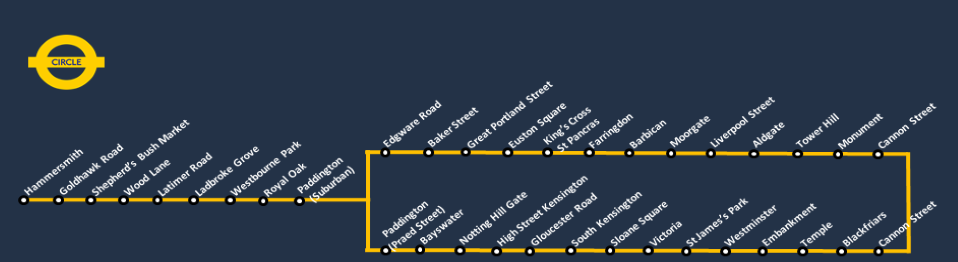 CIRCLE
Hammersmith
Goldhawk Road
Shepherd's Bush Market
Wood Lane
Latimer Road
Ladbroke Grove
Westbourne Park
Royal Oak
Paddington
(Suburban)
Edgware Road
Baker Street
Great Portland Street
Euston Square
King's Cross
St Pancras
Farringdon
Barbican
Moorgate
Liverpool Street
Aldgate
Tower Hill
Monument
Cannon Street
Paddington
(Praed Street)
Bayswater
Notting Hill Gate
High Street Kensington
Gloucester Road
South Kensington
Sloane Square
Victoria
St James's Park
Westminster
Embankment
Temple
Blackfriars
Cannon Street